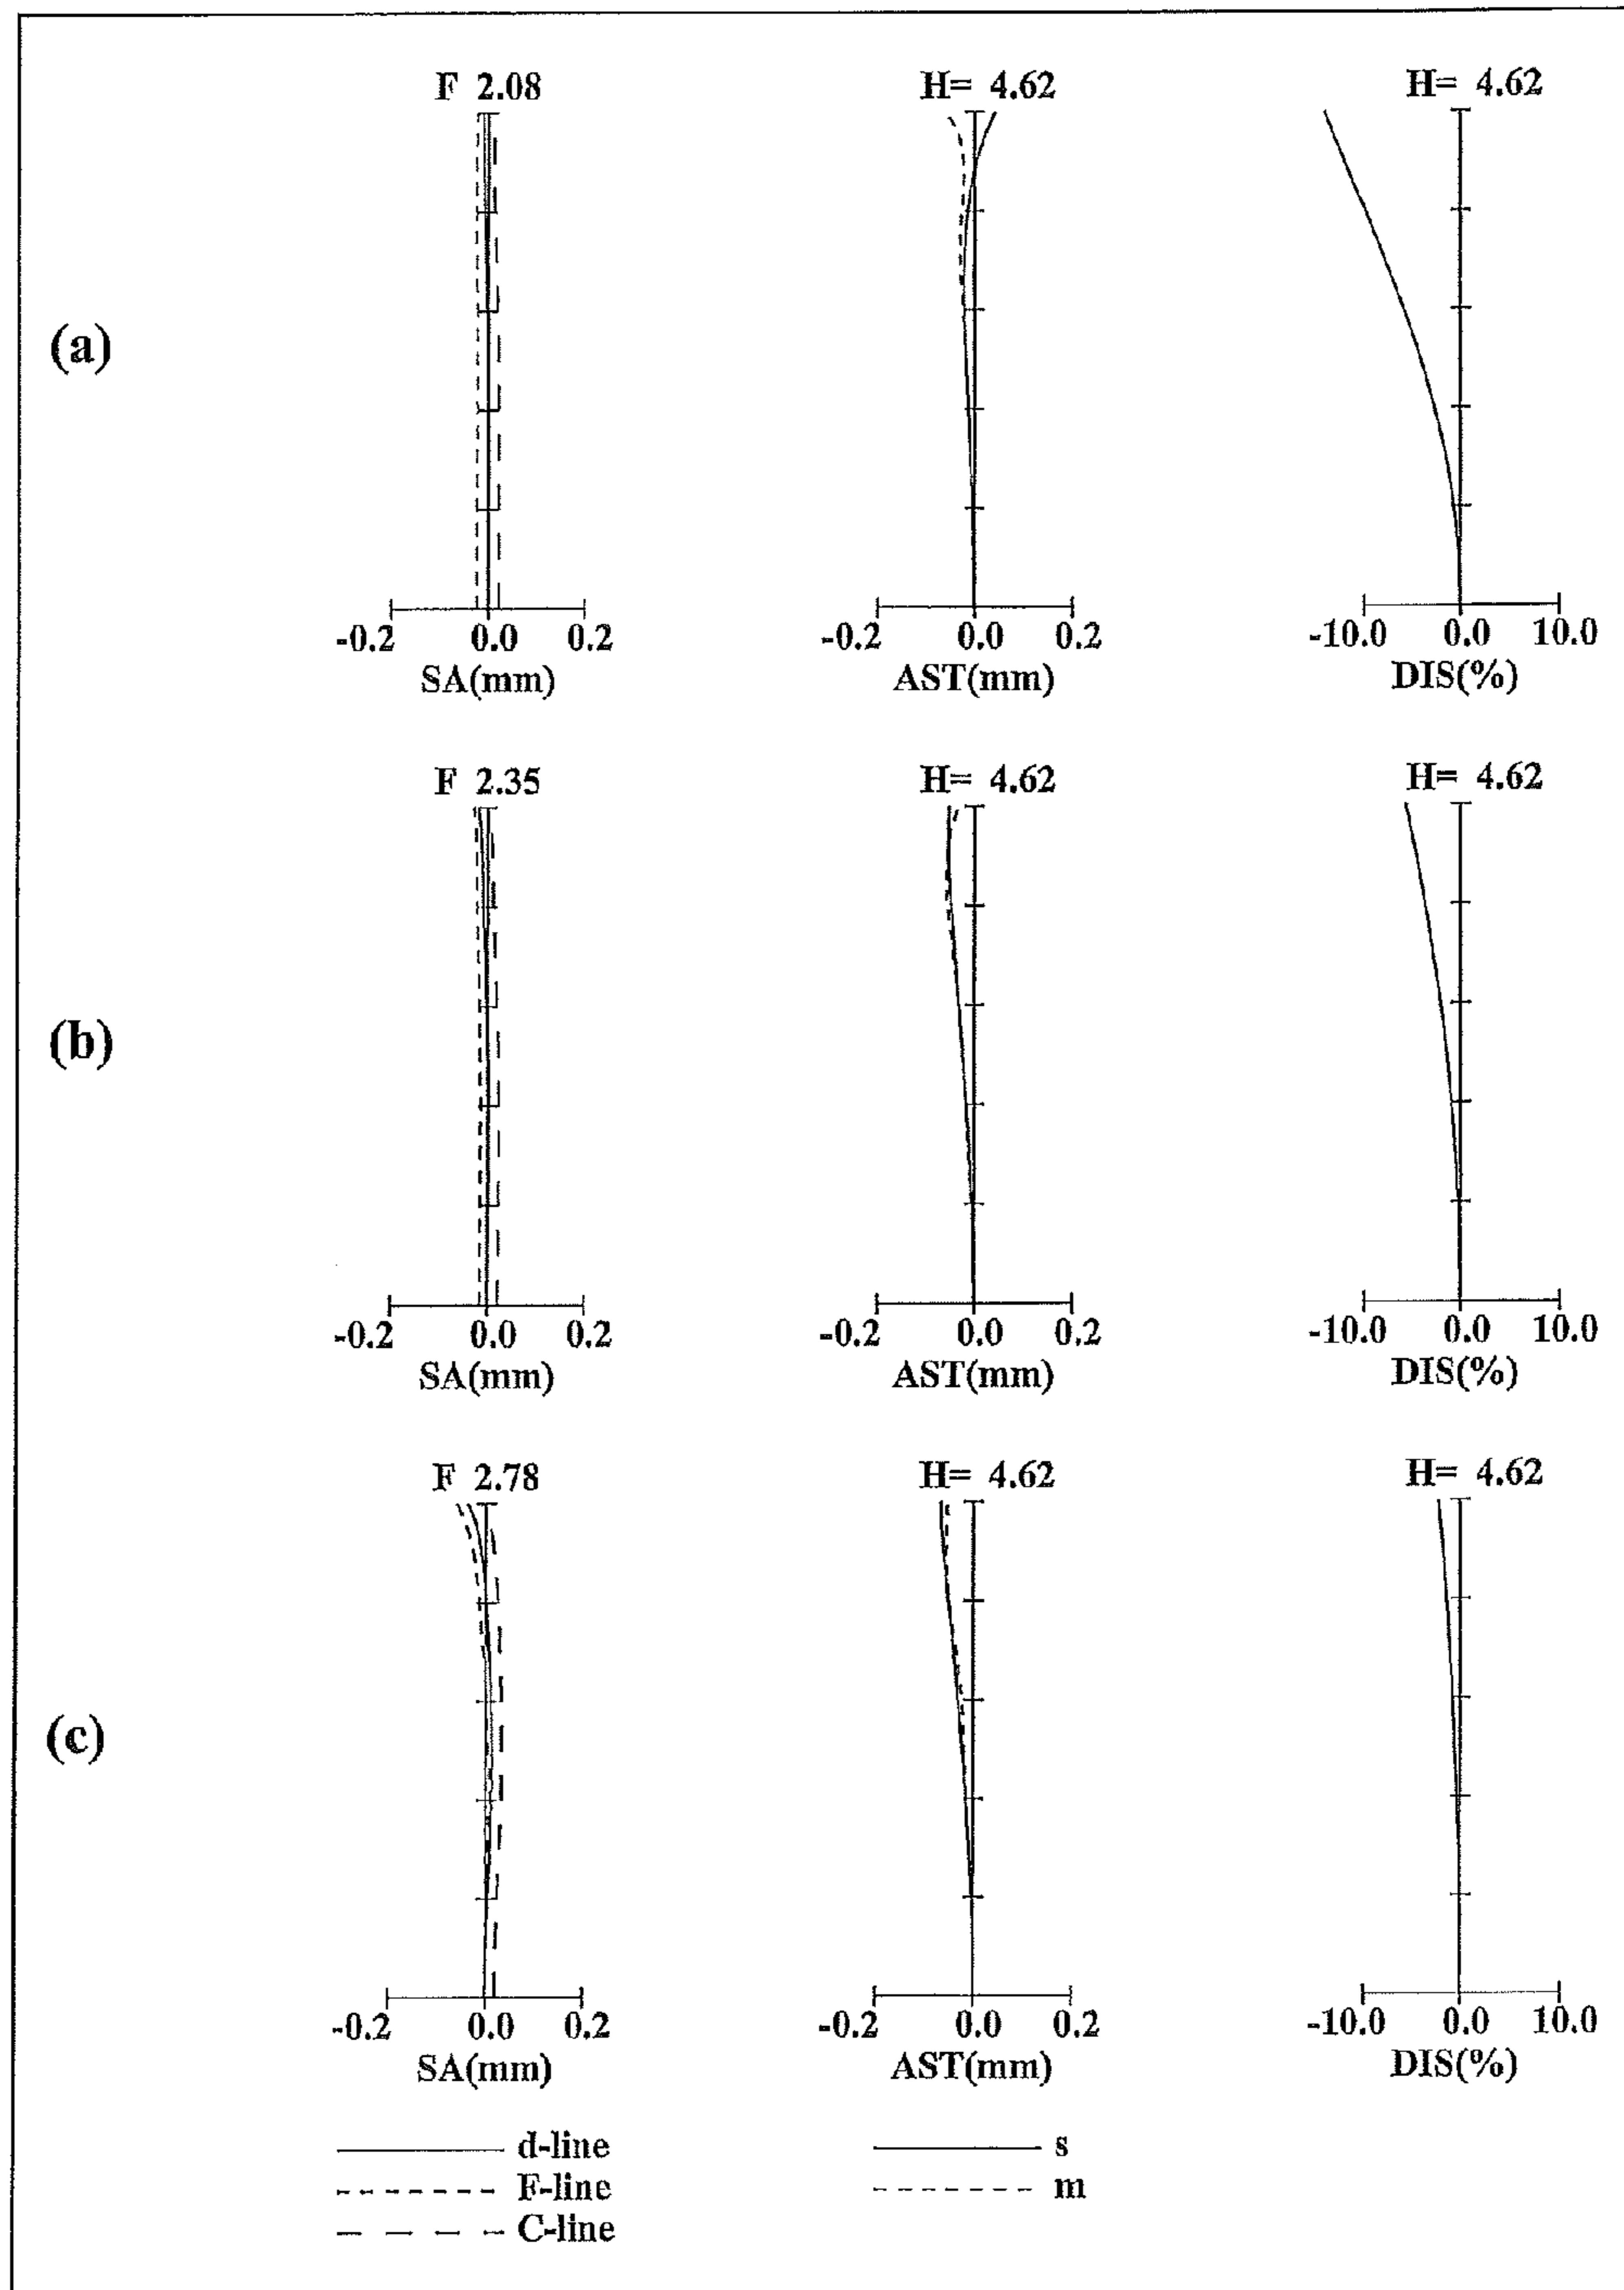 F 2.08 H= 4.62 H= 4.62
(a)
-0.2 0.0 0.2 -0.2 0.0 0.2 -10.0 0.0 10.0
SA(mm) AST(mm) DIS(%)
F 2.35 H= 4.62 H= 4.62
(b)
-0.2 0.0 0.2 -0.2 0.0 0.2 -10.0 0.0 10.0
SA(mm) AST(mm) DIS(%)
F 2.78 H= 4.62 H= 4.62
(c)
-0.2 0.0 0.2 -0.2 0.0 0.2 -10.0 0.0 10.0
SA(mm) AST(mm) DIS(%)
d-line s
F-line m
C-line